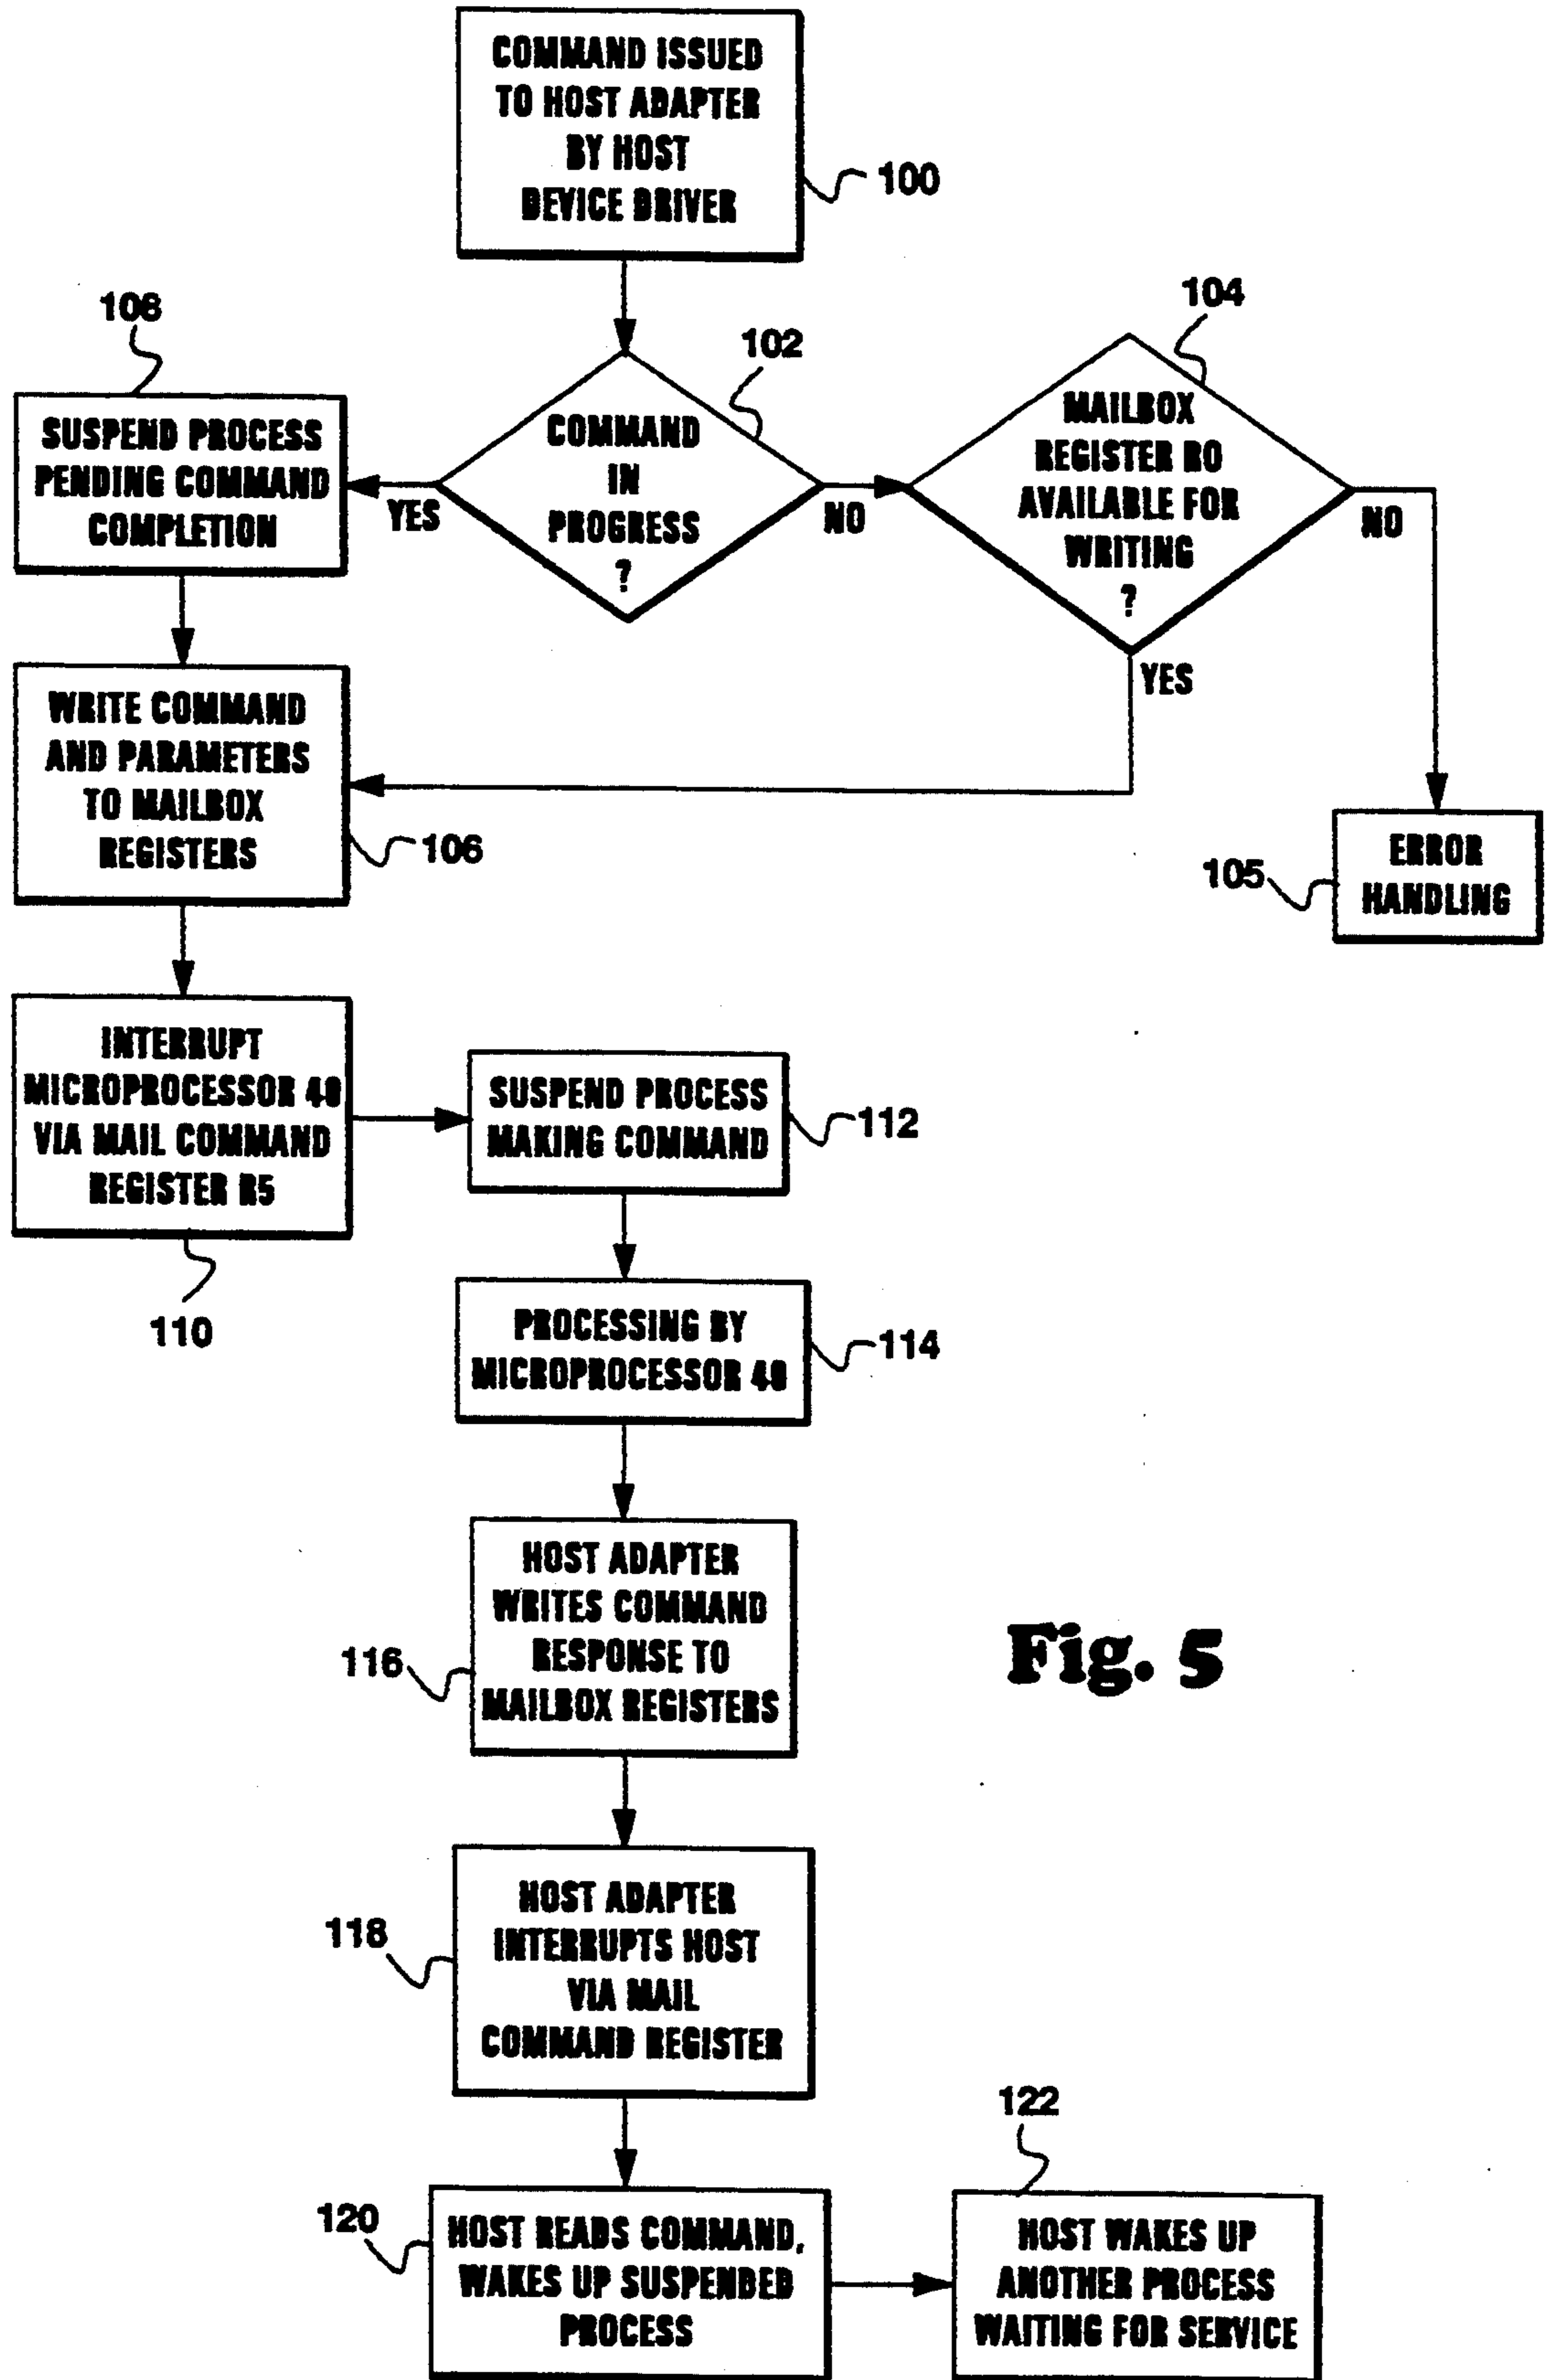 COMMAND ISSUED
TO HOST ADAPTER
BY HOST
DEVICE DRIVER
100
108
102
104
SUSPEND PROCESS
PENDING COMMAND
COMPLETION
YES
COMMAND
IN
PROGRESS
?
NO
MAILBOX
REGISTER R0
AVAILABLE FOR
WRITING
?
NO
YES
WRITE COMMAND
AND PARAMETERS
TO MAILBOX
REGISTERS
106
105
ERROR
HANDLING
INTERRUPT
MICROPROCESSOR 40
VIA MAIL COMMAND
REGISTER R5
110
SUSPEND PROCESS
MAKING COMMAND
112
PROCESSING BY
MICROPROCESSOR 40
114
HOST ADAPTER
WRITES COMMAND
RESPONSE TO
MAILBOX REGISTERS
116
Fig. 5
HOST ADAPTER
INTERRUPTS HOST
VIA MAIL
COMMAND REGISTER
118
HOST READS COMMAND,
WAKES UP SUSPENDED
PROCESS
120
122
HOST WAKES UP
ANOTHER PROCESS
WAITING FOR SERVICE